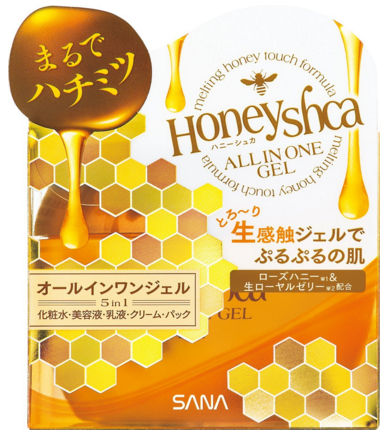 まるで
ハチミツ
melting honey touch formula
Honeyshca
ハニーシュカ
ALL IN ONE
GEL
melting honey touch formula
とろ〜り
生感触ジェルで
ぷるぷるの肌
ローズハニー※1&
生ローヤルゼリー※2配合
オールインワンジェル
5 in 1
化粧水・美容液・乳液・クリーム・パック
GEL
SANA